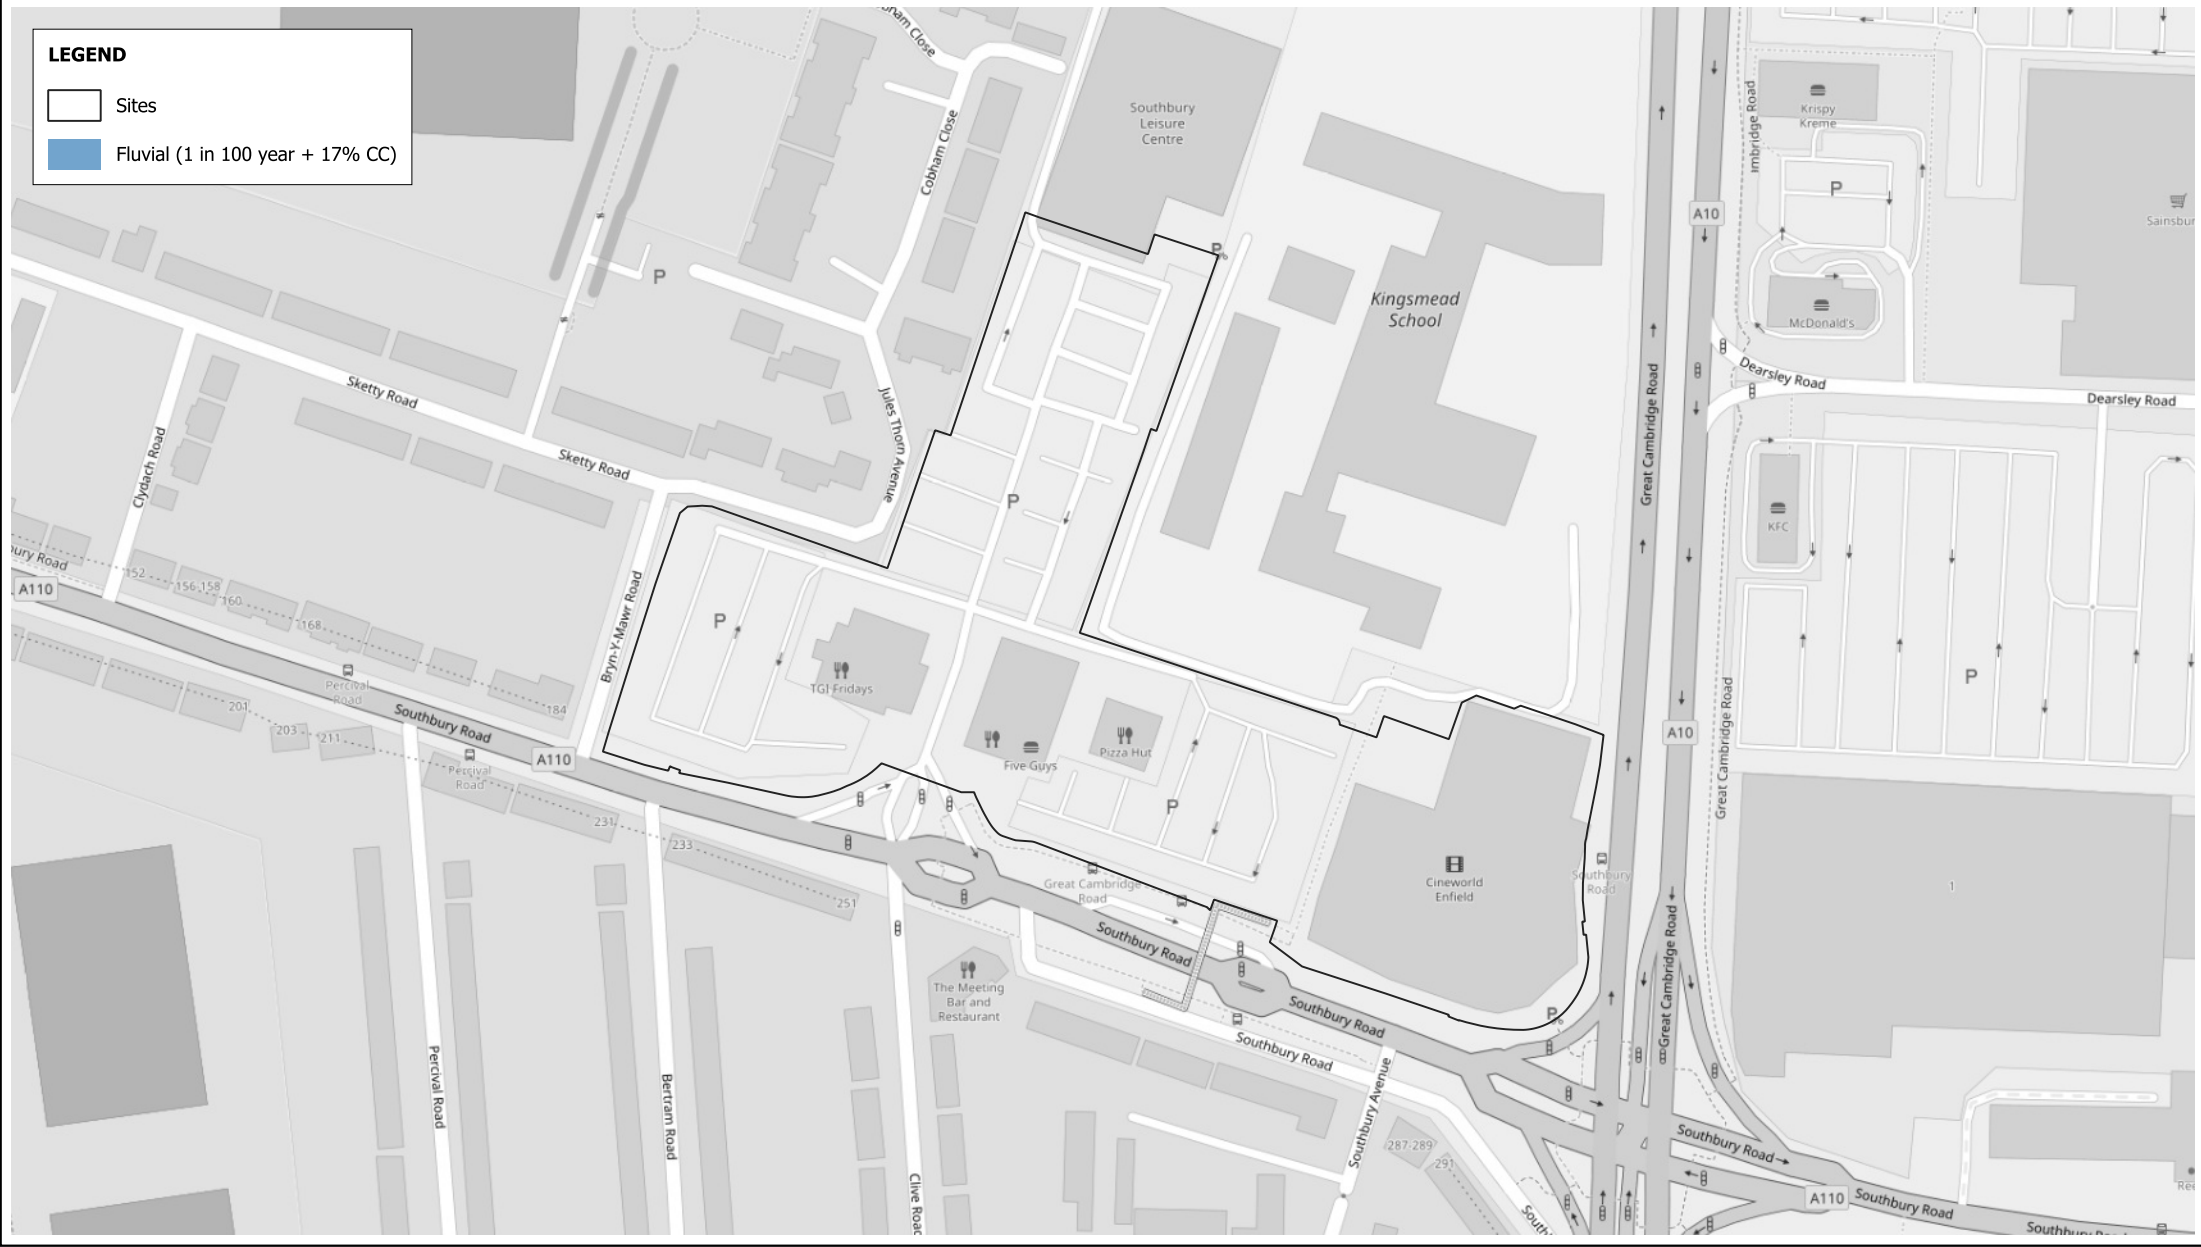 LEGEND
Sites
Fluvial (1 in 100 year + 17% CC)
Cobham Close
Southbury
Leisure
Centre
Kingsmead
School
A10
Krispy
Kreme
P
McDonald's
Dearsley Road
Dearsley Road
Great Cambridge Road
KFC
P
P
Sketty Road
Sketty Road
Jules Thorn Avenue
Clydach Road
Bryn-Y-Mawr Road
P
A110
152
156-158
160
168
184
Percival
Road
201
203
211
Southbury Road
A110
Percival
Road
231
233
251
P
TGI Fridays
Five Guys
Pizza Hut
P
Great Cambridge
Road
Cineworld
Enfield
Southbury
Road
P
A10
Great Cambridge Road
Great Cambridge Road
1
Southbury Road
Southbury Road
Southbury Road
The Meeting
Bar and
Restaurant
Percival Road
Bertram Road
Southbury Avenue
287-289
291
Southbury Road
A110
Southbury Road
P